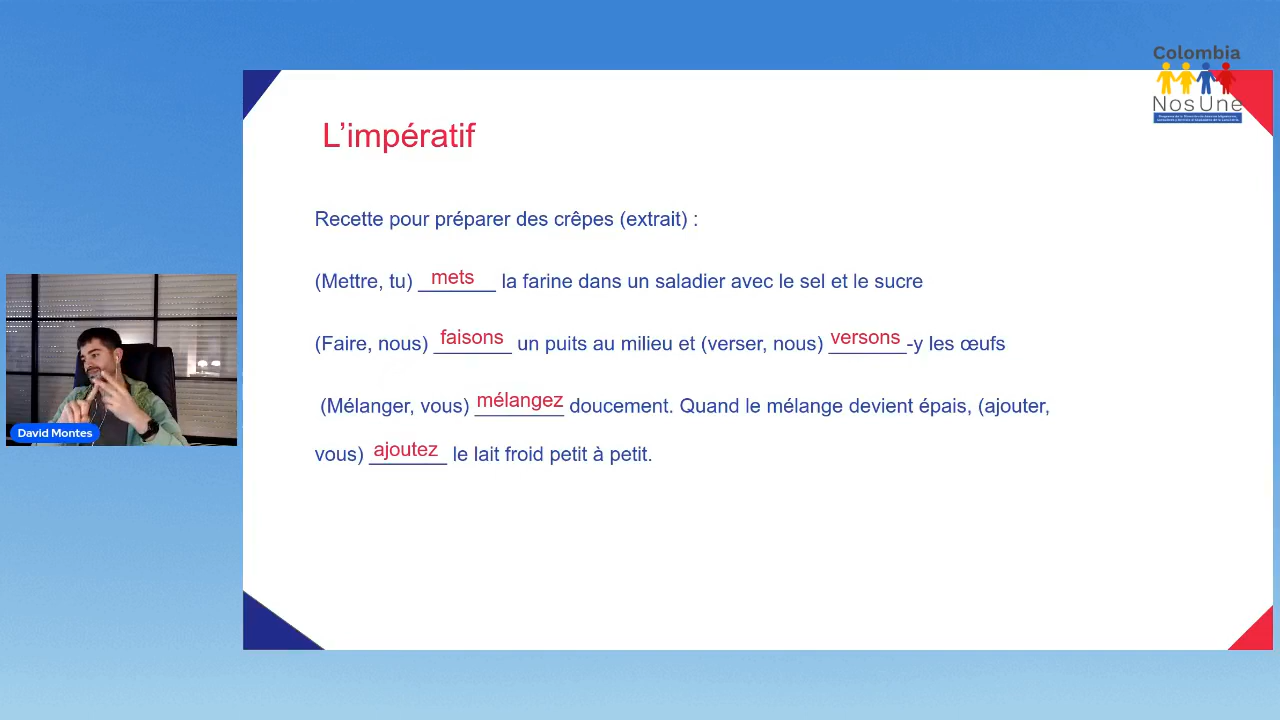 Colombia
NosUne
L’impératif
Recette pour préparer des crêpes (extrait) :
(Mettre, tu) mets la farine dans un saladier avec le sel et le sucre
(Faire, nous) faisons un puits au milieu et (verser, nous) versons-y les œufs
(Mélanger, vous) mélangez doucement. Quand le mélange devient épais, (ajouter,
vous) ajoutez le lait froid petit à petit.
David Montes